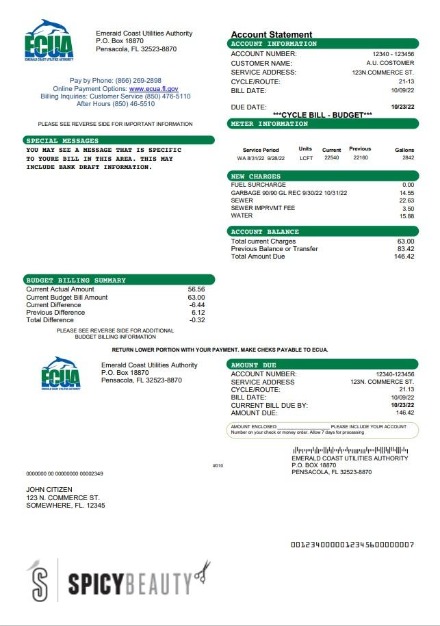 ECUA
Emerald Coast Utilities Authority
P.O. Box 18870
Pensacola, FL 32523-8870
Pay by Phone: (866) 269-2898
Online Payment Options: www.ecua.fl.gov
Billing Inquiries: Customer Service (850) 476-5110
After Hours (850) 46-5510
PLEASE SEE REVERSE SIDE FOR IMPORTANT INFORMATION
SPECIAL MESSAGES
YOU MAY SEE A MESSAGE THAT IS SPECIFIC
TO YOURE BILL IN THIS AREA. THIS MAY
INCLUDE BANK DRAFT INFORMATION.
Account Statement
ACCOUNT INFORMATION
ACCOUNT NUMBER: 12340 - 123456
CUSTOMER NAME: A.U. COSTOMER
SERVICE ADDRESS: 123N.COMMERCE ST.
CYCLE/ROUTE: 21-13
BILL DATE: 10/09/22
DUE DATE: 10/23/22
***CYCLE BILL - BUDGET***
METER INFORMATION
Service Period Units Current Previous Gallons
WA 8/31/22 9/28/22 LCFT 22540 22160 2842
NEW CHARGES
FUEL SURCHARGE 0.00
GARBAGE 90/90 GL REC 9/30/22 10/31/22 14.55
SEWER 22.63
SEWER IMPRVMT FEE 3.50
WATER 15.88
ACCOUNT BALANCE
Total current Charges 63.00
Previous Balance or Transfer 83.42
Total Amount Due 146.42
BUDGET BILLING SUMMARY
Current Actual Amount 56.56
Current Budget Bill Amount 63.00
Current Difference -6.44
Previous Difference 6.12
Total Difference -0.32
PLEASE SEE REVERSE SIDE FOR ADDITIONAL
BUDGET BILLING INFORMATION
RETURN LOWER PORTION WITH YOUR PAYMENT. MAKE CHEKS PAYABLE TO ECUA.
ECUA
Emerald Coast Utilities Authority
P.O. Box 18870
Pensacola, FL 32523-8870
AMOUNT DUE
ACCOUNT NUMBER: 12340-123456
SERVICE ADDRESS 123N. COMMERCE ST.
CYCLE/ROUTE: 21.13
BILL DATE: 10/09/22
CURRENT BILL DUE BY: 10/23/22
AMOUNT DUE: 146.42
AMOUNT ENCLOSED PLEASE INCLUDE YOUR ACCOUNT
Number on your check or money order. Allow 7 days for processing
#018
EMERALD COAST UTILITIES AUTHORITY
P.O. BOX 18870
PENSACOLA, FL 32523-8870
0000000 00 00000000 00002349
JOHN CITIZEN
123 N. COMMERCE ST.
SOMEWHERE, FL. 12345
S SPICYBEAUTY